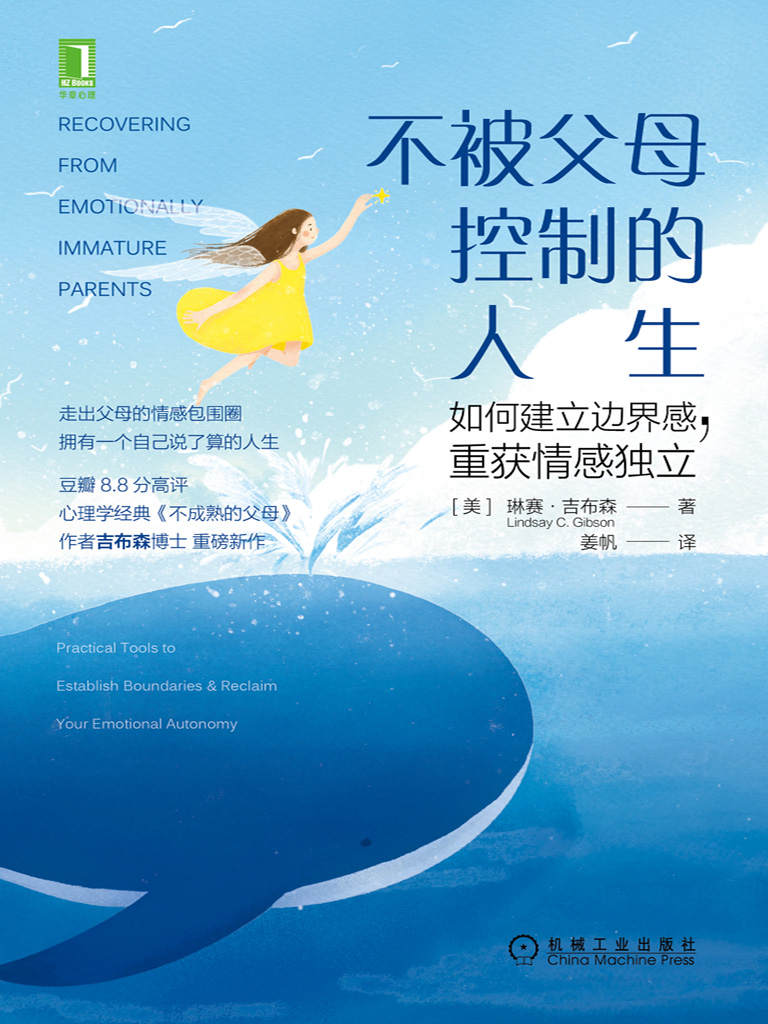 HZ Books
华章心理
RECOVERING
FROM
EMOTIONALLY
IMMATURE
PARENTS
不被父母
控制的
人生
如何建立边界感，
重获情感独立
[美] 琳赛·吉布森 —— 著
Lindsay C. Gibson
姜帆 —— 译
走出父母的情感包围圈
拥有一个自己说了算的人生
豆瓣 8.8 分高评
心理学经典《不成熟的父母》
作者吉布森博士 重磅新作
Practical Tools to
Establish Boundaries & Reclaim
Your Emotional Autonomy
机械工业出版社
China Machine Press